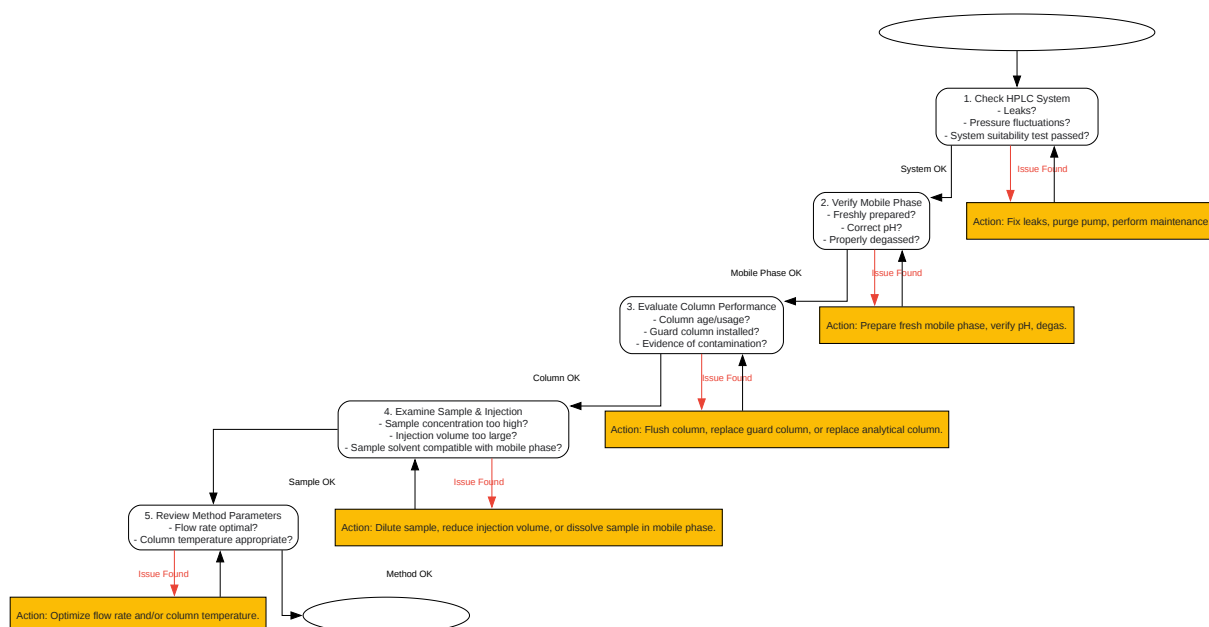 1. Check HPLC System
- Leaks?
- Pressure fluctuations?
- System suitability test passed?
System OK
Issue Found
Action: Fix leaks, purge pump, perform maintenance
2. Verify Mobile Phase
- Freshly prepared?
- Correct pH?
- Properly degassed?
Mobile Phase OK
Issue Found
Action: Prepare fresh mobile phase, verify pH, degas.
3. Evaluate Column Performance
- Column age/usage?
- Guard column installed?
- Evidence of contamination?
Column OK
Issue Found
Action: Flush column, replace guard column, or replace analytical column.
4. Examine Sample & Injection
- Sample concentration too high?
- Injection volume too large?
- Sample solvent compatible with mobile phase?
Sample OK
Issue Found
Action: Dilute sample, reduce injection volume, or dissolve sample in mobile phase.
5. Review Method Parameters
- Flow rate optimal?
- Column temperature appropriate?
Issue Found
Method OK
Action: Optimize flow rate and/or column temperature.